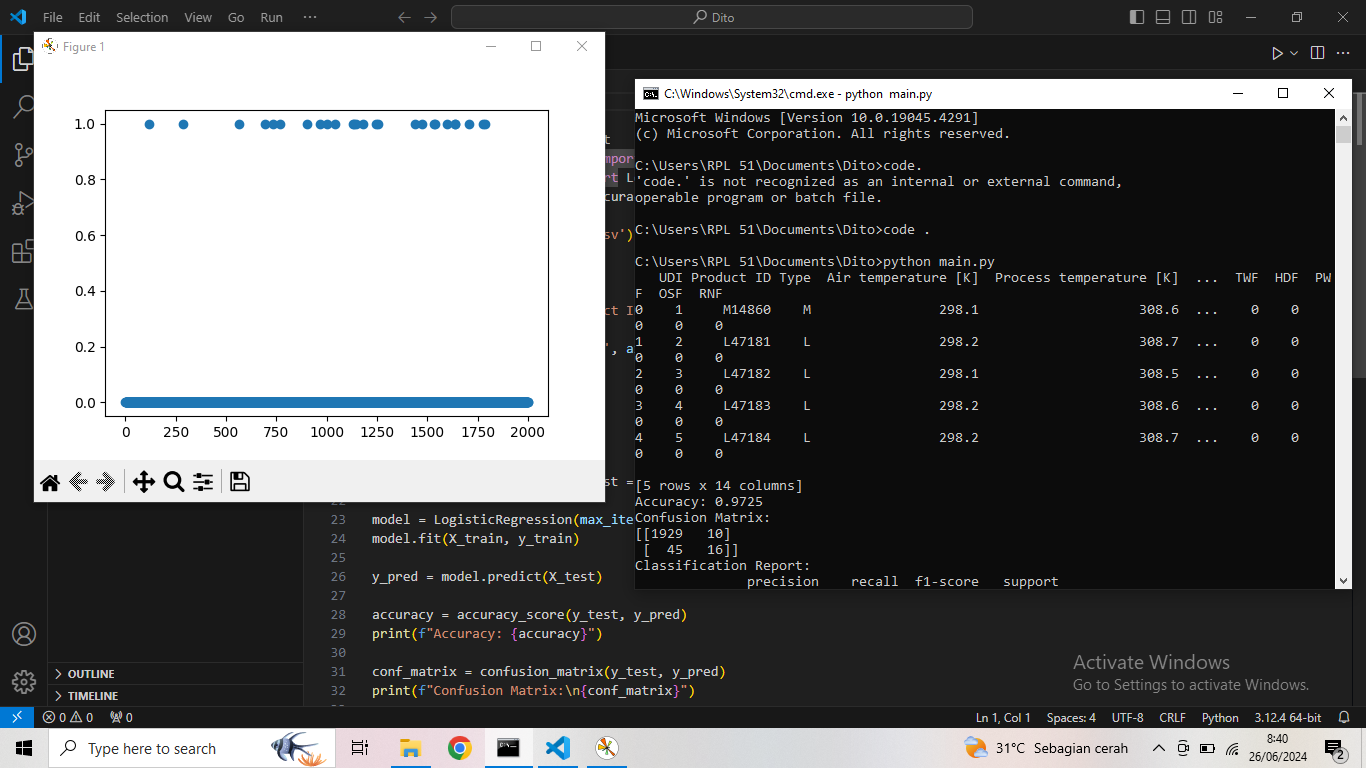 File Edit Selection View Go Run ··· Dito
Figure 1
1.0
0.8
0.6
0.4
0.2
0.0
0 250 500 750 1000 1250 1500 1750 2000
C:\Windows\System32\cmd.exe - python  main.py
Microsoft Windows [Version 10.0.19045.4291]
(c) Microsoft Corporation. All rights reserved.
C:\Users\RPL 51\Documents\Dito>code.
'code.' is not recognized as an internal or external command,
operable program or batch file.
C:\Users\RPL 51\Documents\Dito>code .
C:\Users\RPL 51\Documents\Dito>python main.py
UDI Product ID Type  Air temperature [K]  Process temperature [K]  ...  TWF  HDF  PW
F  OSF  RNF
0    1     M14860    M                298.1                    308.6  ...    0    0
0    0    0
1    2     L47181    L                298.2                    308.7  ...    0    0
0    0    0
2    3     L47182    L                298.1                    308.5  ...    0    0
0    0    0
3    4     L47183    L                298.2                    308.6  ...    0    0
0    0    0
4    5     L47184    L                298.2                    308.7  ...    0    0
0    0    0
[5 rows x 14 columns]
Accuracy: 0.9725
Confusion Matrix:
[[1929   10]
[  45   16]]
Classification Report:
precision    recall  f1-score   support
sv')
st =
23 model = LogisticRegression(max_ite
24 model.fit(X_train, y_train)
25
26 y_pred = model.predict(X_test)
27
28 accuracy = accuracy_score(y_test, y_pred)
29 print(f"Accuracy: {accuracy}")
30
31 conf_matrix = confusion_matrix(y_test, y_pred)
32 print(f"Confusion Matrix:\n{conf_matrix}")
OUTLINE
TIMELINE
Activate Windows
Go to Settings to activate Windows.
0 0 0 Ln 1, Col 1 Spaces: 4 UTF-8 CRLF Python 3.12.4 64-bit
Type here to search 31°C Sebagian cerah 8:40
26/06/2024 2